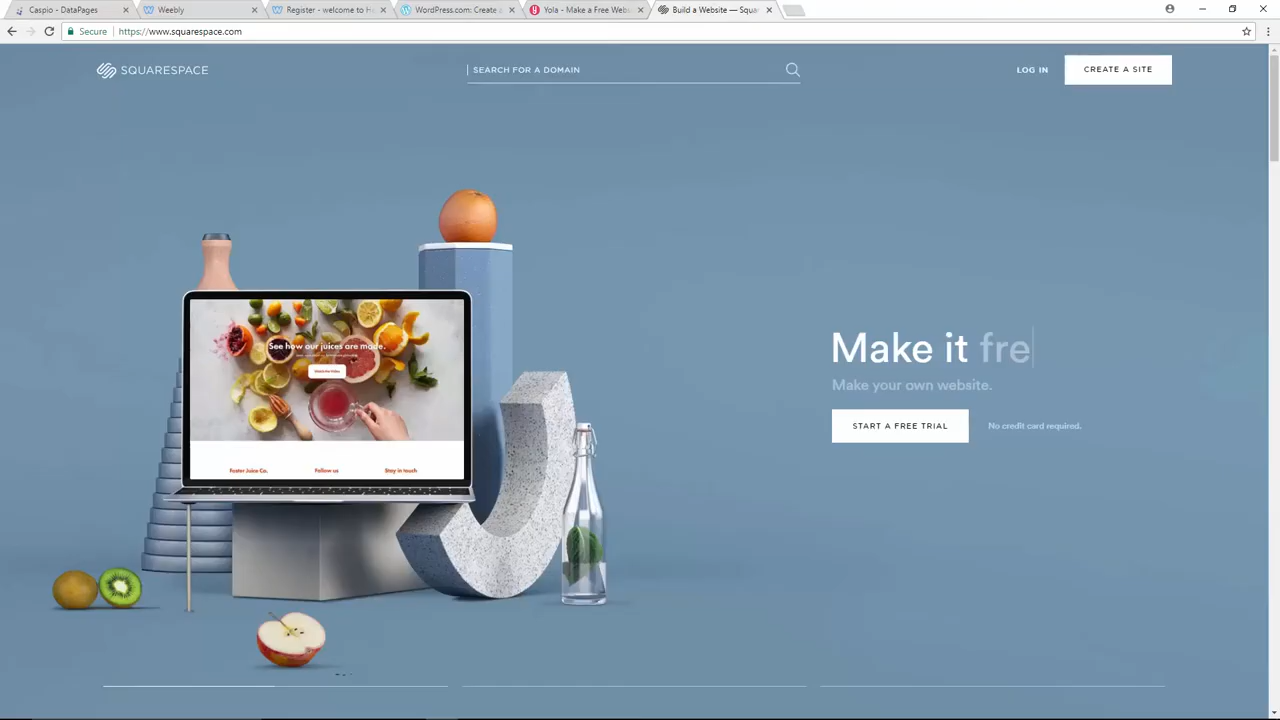 Caspio - DataPages
Weebly
Register - welcome to H
WordPress.com: Create a
Yola - Make a Free Webs
Build a Website — Squa
Secure
https://www.squarespace.com
SQUARESPACE
SEARCH FOR A DOMAIN
LOG IN
CREATE A SITE
See how our juices are made.
Make it fre
Make your own website.
START A FREE TRIAL
No credit card required.
Foster Juice Co.
Follow us
Stay in touch